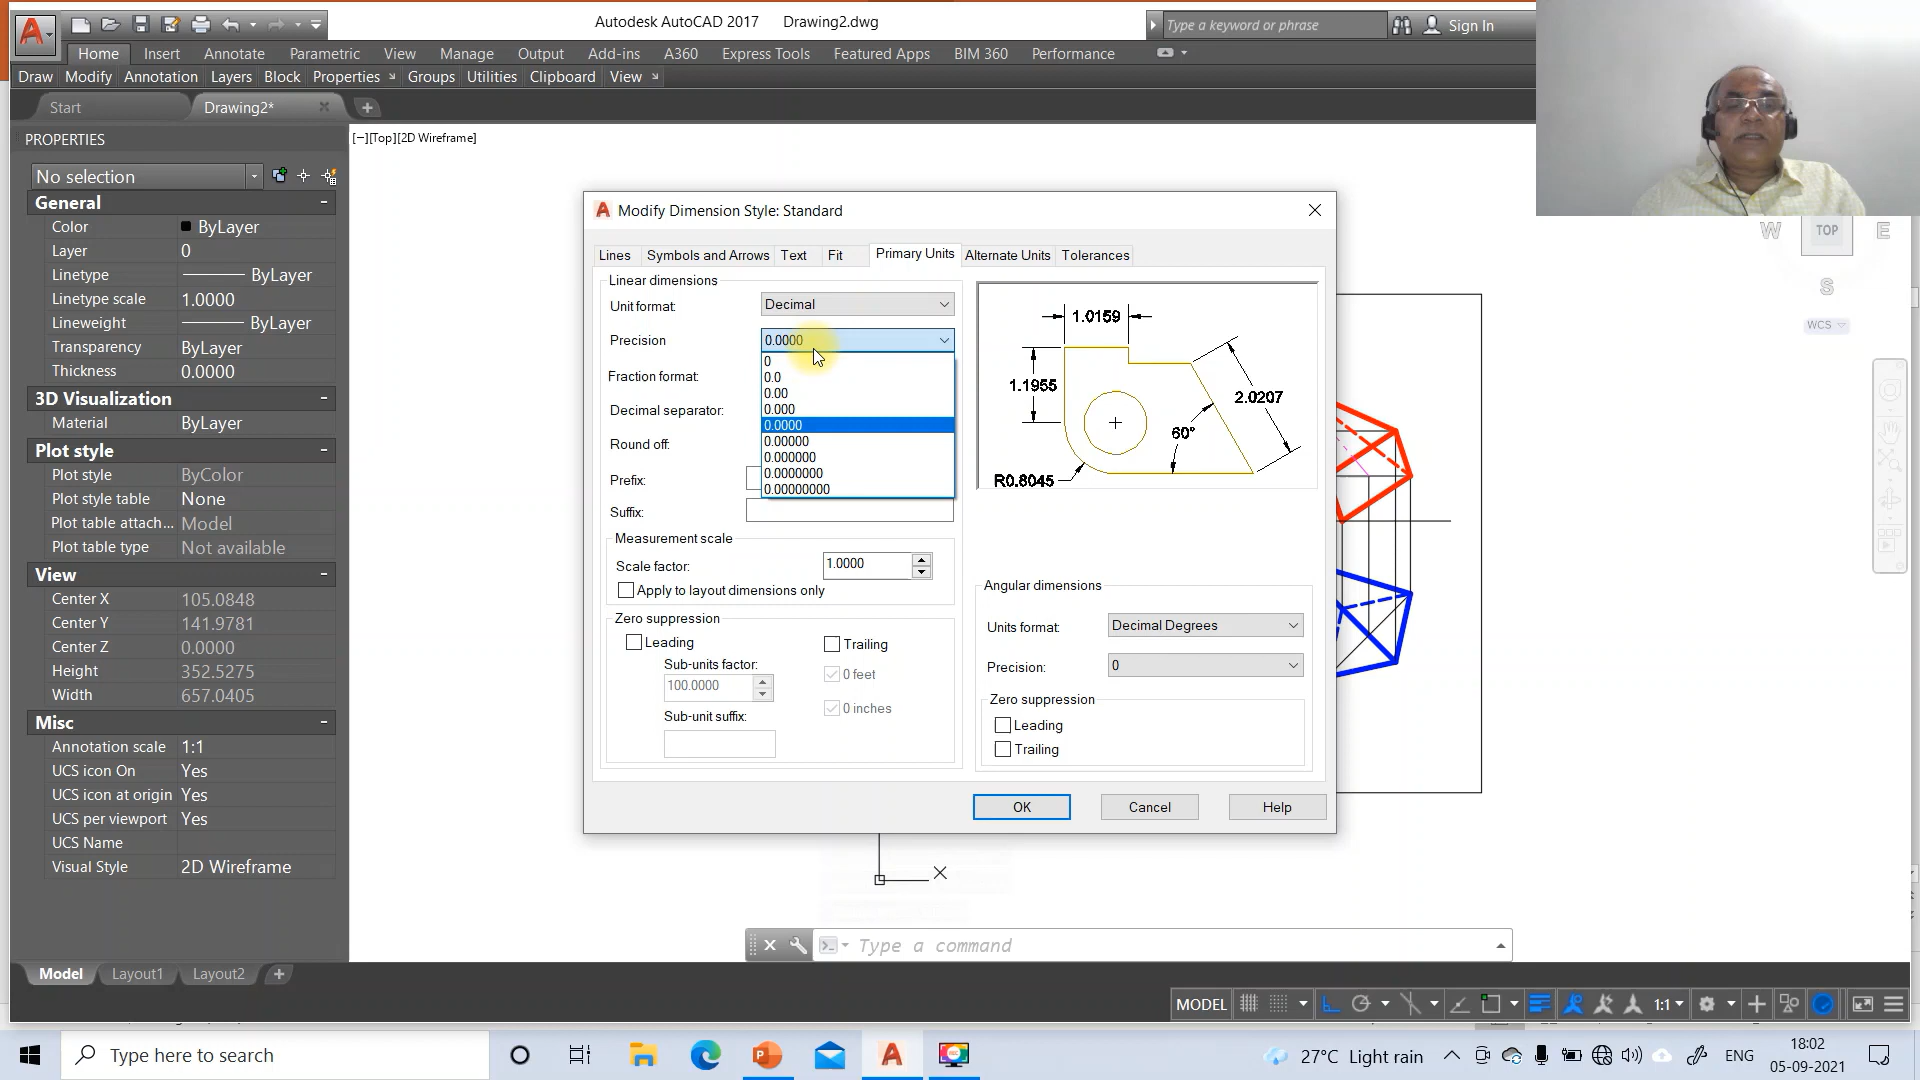 Autodesk AutoCAD 2017 Drawing2.dwg
Type a keyword or phrase
Sign In
Home Insert Annotate Parametric View Manage Output Add-ins A360 Express Tools Featured Apps BIM 360 Performance
Draw Modify Annotation Layers Block Properties Groups Utilities Clipboard View
Start Drawing2*
PROPERTIES
[−][Top][2D Wireframe]
No selection
General
Color ByLayer
Layer 0
Linetype ByLayer
Linetype scale 1.0000
Lineweight ByLayer
Transparency ByLayer
Thickness 0.0000
3D Visualization
Material ByLayer
Plot style
Plot style ByColor
Plot style table None
Plot table attach... Model
Plot table type Not available
View
Center X 105.0848
Center Y 141.9781
Center Z 0.0000
Height 352.5275
Width 657.0405
Misc
Annotation scale 1:1
UCS icon On Yes
UCS icon at origin Yes
UCS per viewport Yes
UCS Name
Visual Style 2D Wireframe
Modify Dimension Style: Standard
Lines Symbols and Arrows Text Fit Primary Units Alternate Units Tolerances
Linear dimensions
Unit format: Decimal
Precision 0.0000
0
0.0
0.00
0.000
0.0000
0.00000
0.000000
0.0000000
0.00000000
Fraction format:
Decimal separator:
Round off:
Prefix:
Suffix:
Measurement scale
Scale factor: 1.0000
Apply to layout dimensions only
Zero suppression
Leading
Trailing
Sub-units factor:
100.0000
0 feet
Sub-unit suffix:
0 inches
1.0159
1.1955
2.0207
60°
R0.8045
Angular dimensions
Units format: Decimal Degrees
Precision: 0
Zero suppression
Leading
Trailing
OK Cancel Help
W TOP E
S
WCS
X
Type a command
Model Layout1 Layout2
MODEL 1:1
Type here to search
27°C Light rain
ENG
18:02
05-09-2021